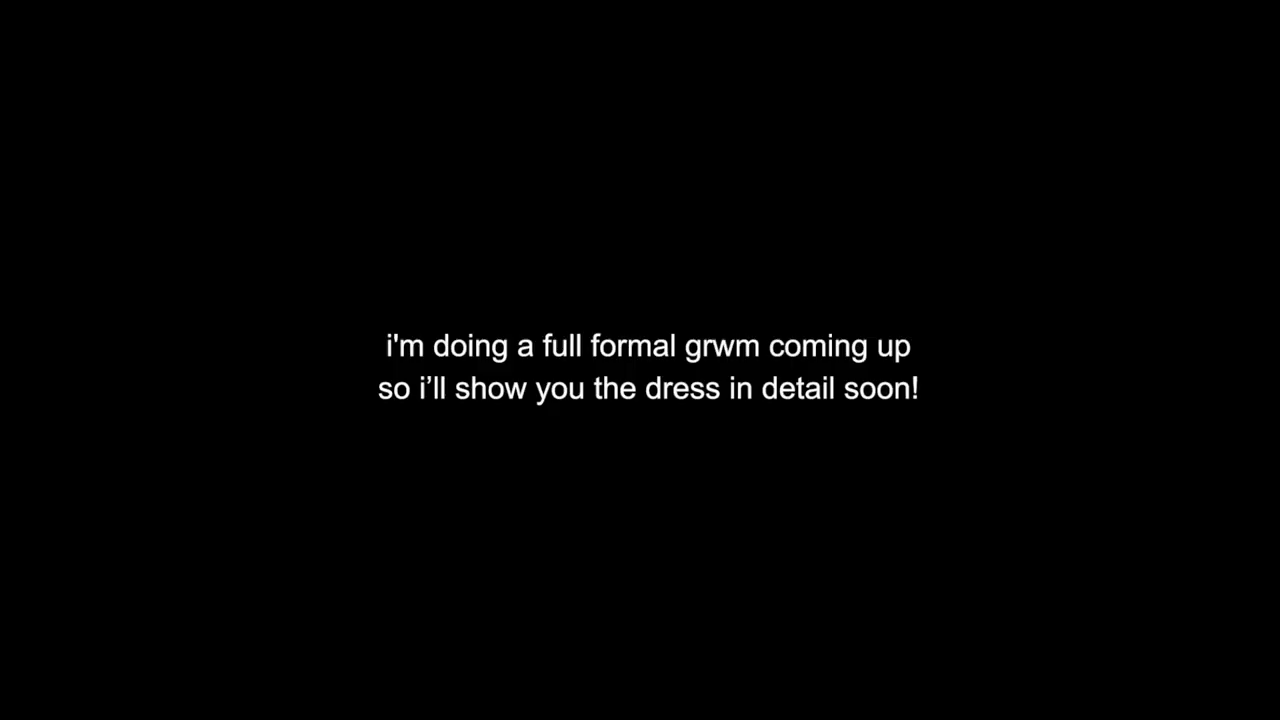 i'm doing a full formal grwm coming up
so i’ll show you the dress in detail soon!